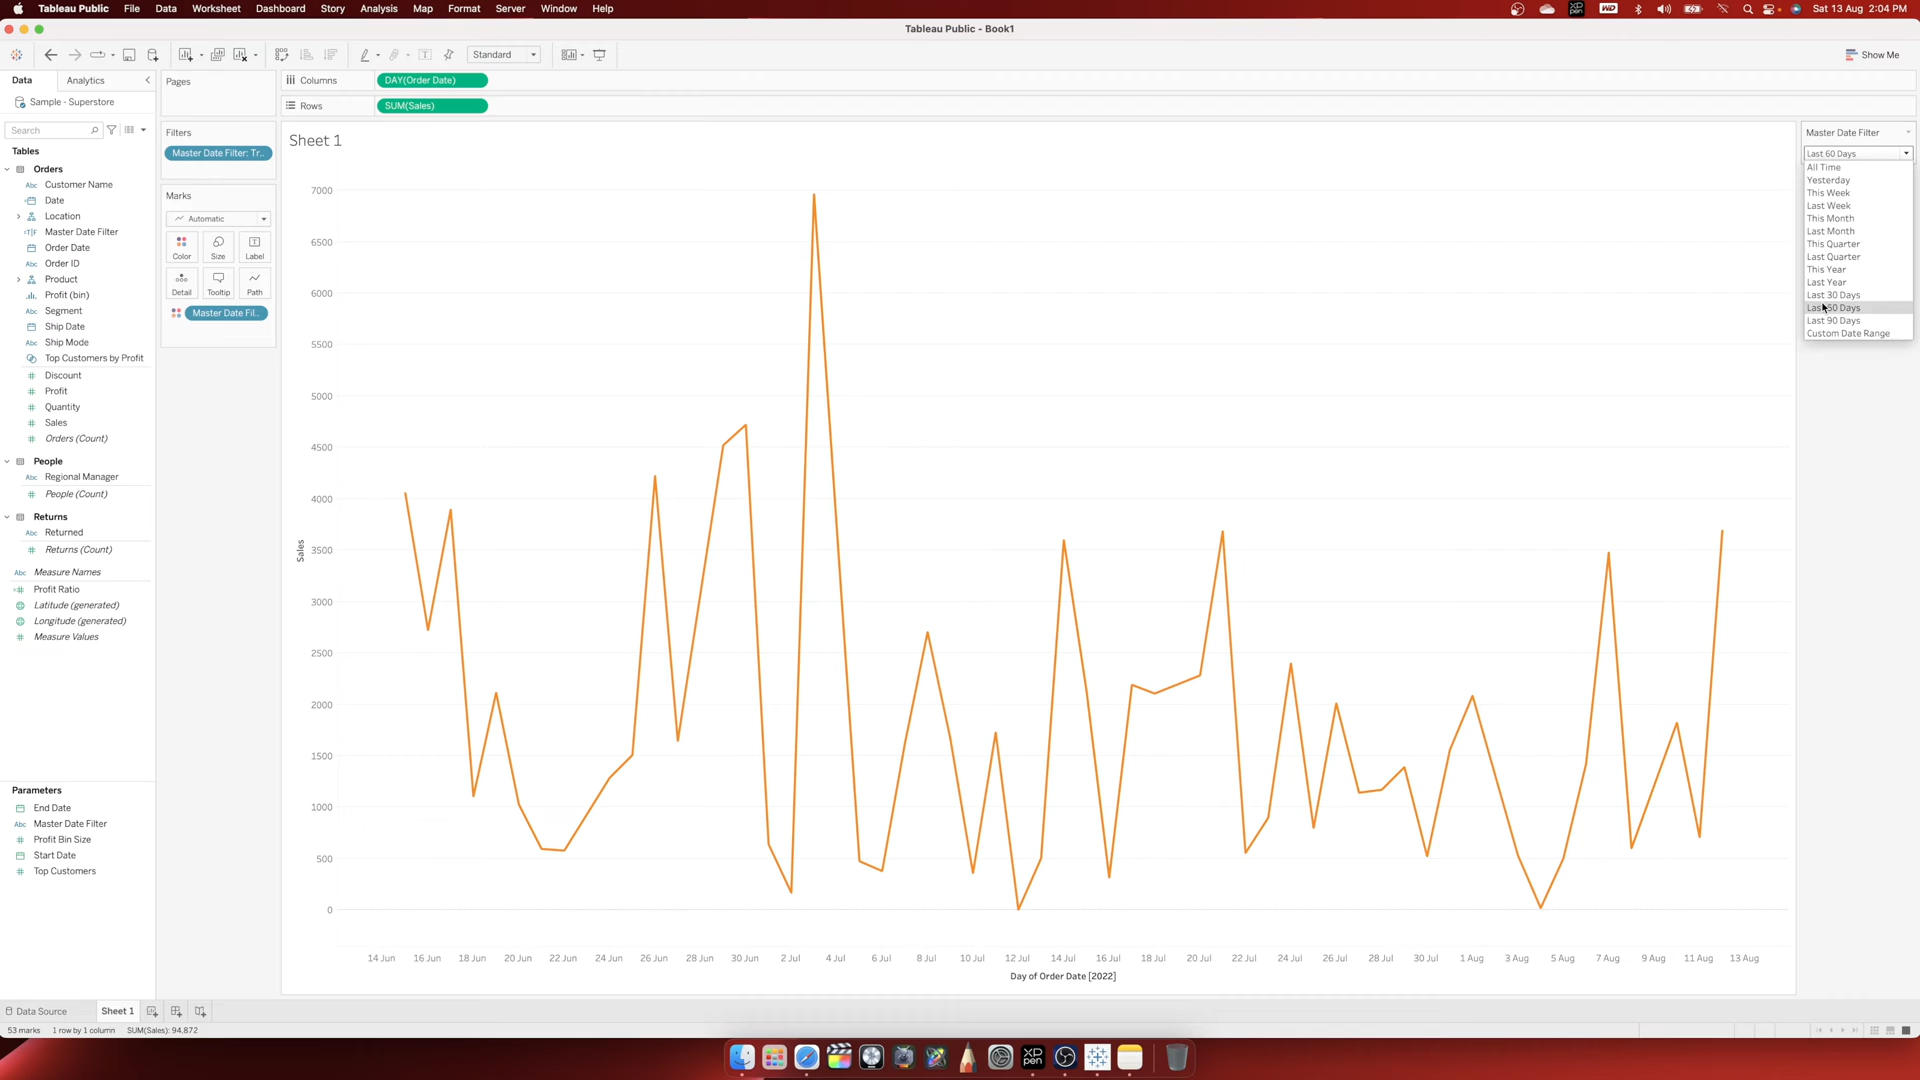 Tableau Public File Data Worksheet Dashboard Story Analysis Map Format Server Window Help
Sat 13 Aug 2:04 PM
Tableau Public - Book1
Standard
Show Me
Data Analytics
Sample - Superstore
Search
Tables
Orders
Customer Name
Date
Location
Master Date Filter
Order Date
Order ID
Product
Profit (bin)
Segment
Ship Date
Ship Mode
Top Customers by Profit
Discount
Profit
Quantity
Sales
Orders (Count)
People
Regional Manager
People (Count)
Returns
Returned
Returns (Count)
Measure Names
Profit Ratio
Latitude (generated)
Longitude (generated)
Measure Values
Parameters
End Date
Master Date Filter
Profit Bin Size
Start Date
Top Customers
Pages
Filters
Master Date Filter: Tr..
Marks
Automatic
Color Size Label
Detail Tooltip Path
Master Date Fil..
Columns DAY(Order Date)
Rows SUM(Sales)
Sheet 1
7000
6500
6000
5500
5000
4500
4000
3500
3000
2500
2000
1500
1000
500
0
Sales
14 Jun 16 Jun 18 Jun 20 Jun 22 Jun 24 Jun 26 Jun 28 Jun 30 Jun 2 Jul 4 Jul 6 Jul 8 Jul 10 Jul 12 Jul 14 Jul 16 Jul 18 Jul 20 Jul 22 Jul 24 Jul 26 Jul 28 Jul 30 Jul 1 Aug 3 Aug 5 Aug 7 Aug 9 Aug 11 Aug 13 Aug
Day of Order Date [2022]
Master Date Filter
Last 60 Days
All Time
Yesterday
This Week
Last Week
This Month
Last Month
This Quarter
Last Quarter
This Year
Last Year
Last 30 Days
Last 60 Days
Last 90 Days
Custom Date Range
Data Source Sheet 1
53 marks 1 row by 1 column SUM(Sales): 94,872
XP PEN